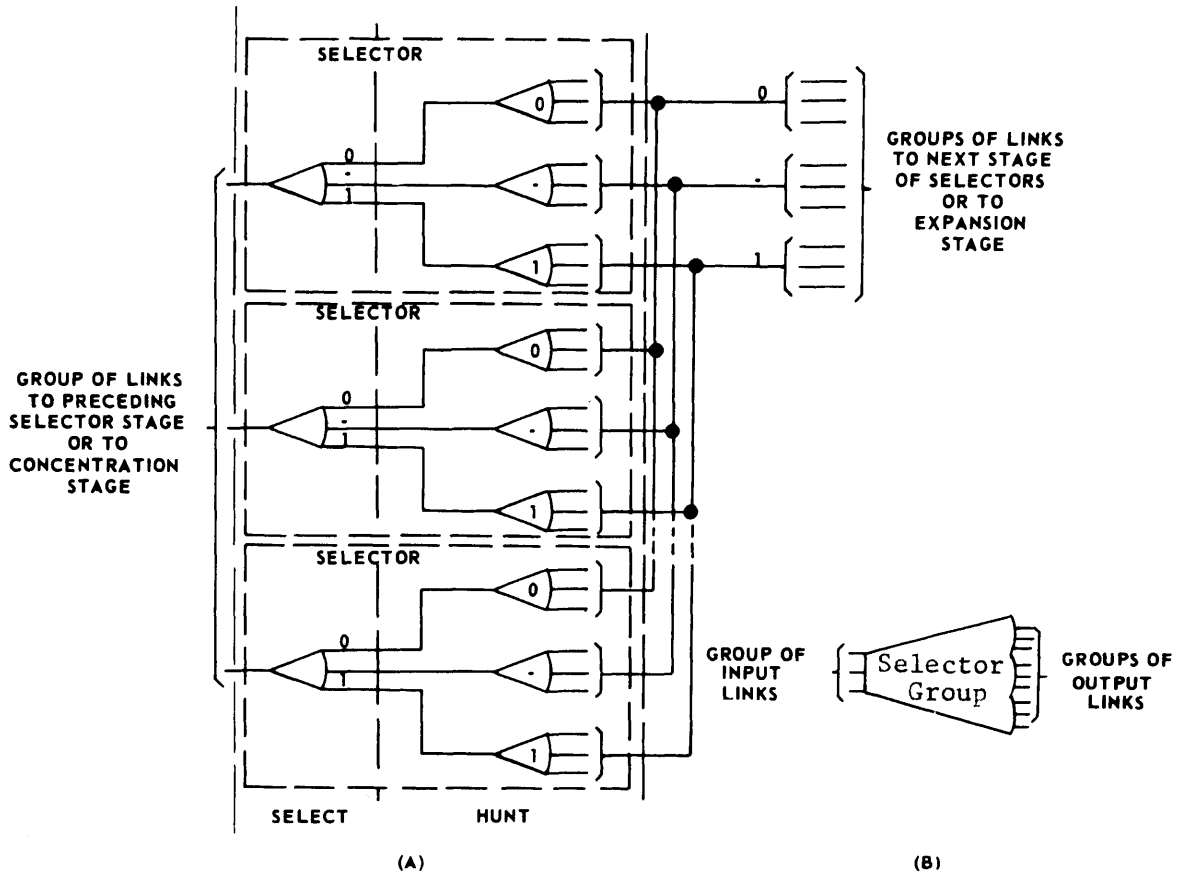 SELECTOR
0
-
1
0
-
1
0
-
1
GROUPS OF LINKS
TO NEXT STAGE
OF SELECTORS
OR TO
EXPANSION
STAGE
SELECTOR
0
-
1
0
-
1
GROUP OF LINKS
TO PRECEDING
SELECTOR STAGE
OR TO
CONCENTRATION
STAGE
SELECTOR
0
1
0
-
1
GROUP OF
INPUT
LINKS
Selector
Group
GROUPS OF
OUTPUT
LINKS
SELECT
HUNT
(A)
(B)